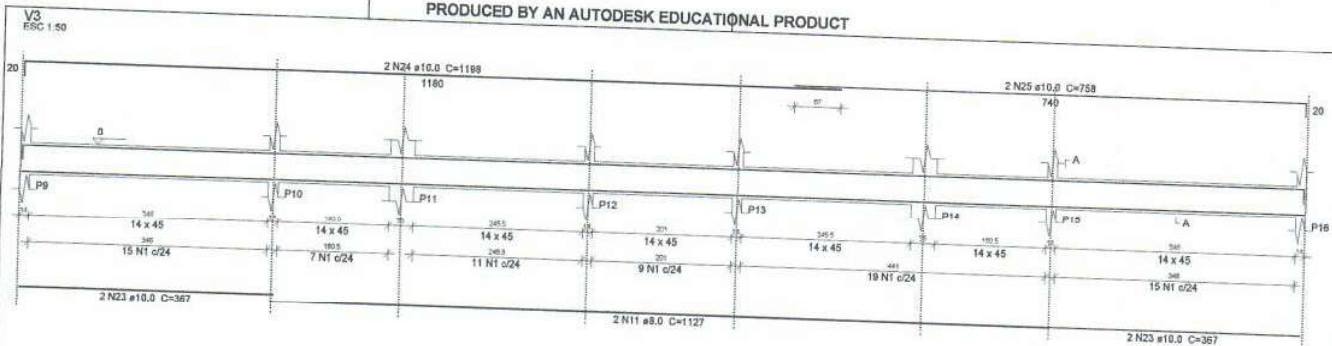 PRODUCED BY AN AUTODESK EDUCATIONAL PRODUCT
V3
ESC 1:50
20
2 N24 ø10.0 C=1198
1180
2 N25 ø10.0 C=758
740
20
67
A
P9
P10
P11
P12
P13
P14
P15
A
P16
14 x 45
14 x 45
14 x 45
201
14 x 45
14 x 45
14 x 45
14 x 45
15 N1 c/24
7 N1 c/24
11 N1 c/24
201
9 N1 c/24
19 N1 c/24
15 N1 c/24
2 N23 ø10.0 C=367
2 N11 ø8.0 C=1127
2 N23 ø10.0 C=367